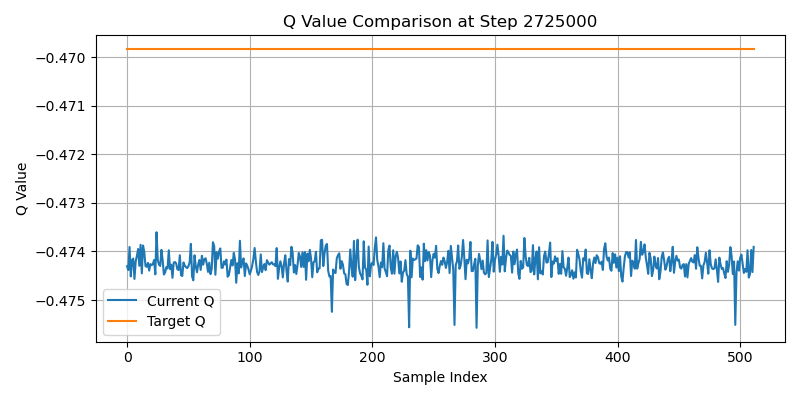 Q Value Comparison at Step 2725000
Q Value
−0.470
−0.471
−0.472
−0.473
−0.474
−0.475
Current Q
Target Q
0
100
200
300
400
500
Sample Index